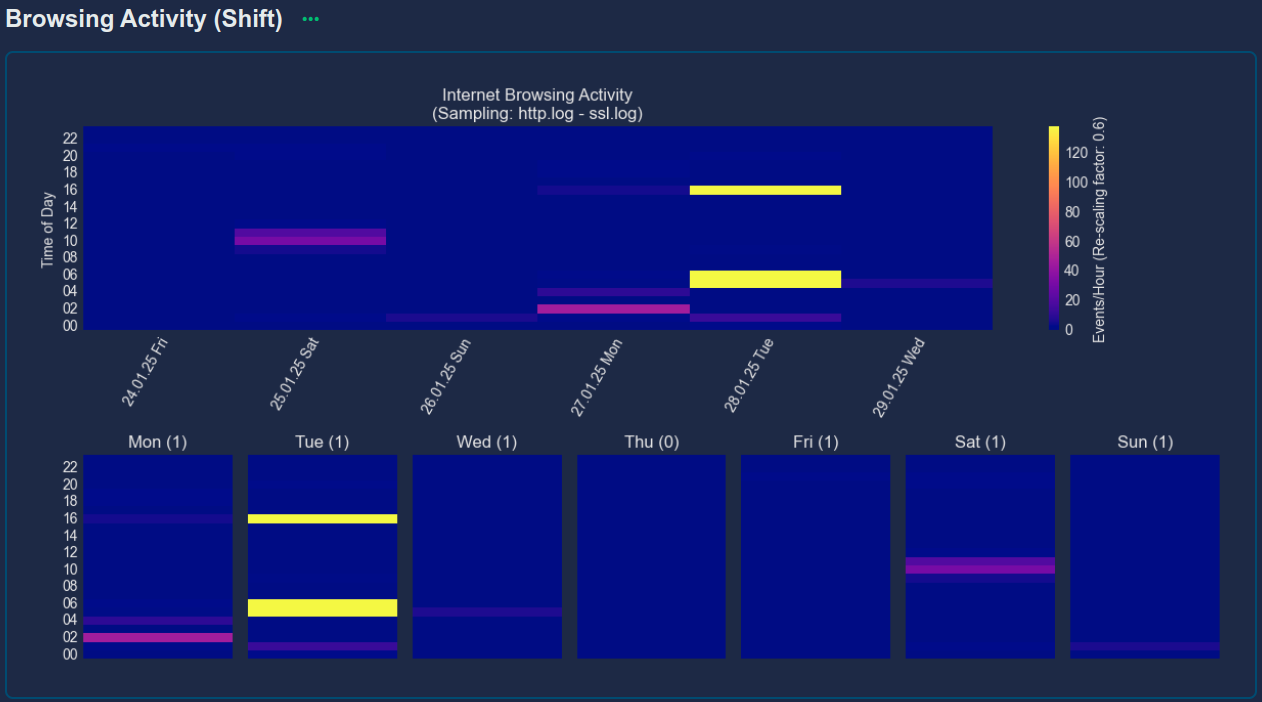 Browsing Activity (Shift) •••
Internet Browsing Activity
(Sampling: http.log - ssl.log)
Time of Day
22
20
18
16
14
12
10
08
06
04
02
00
24.01.25 Fri
25.01.25 Sat
26.01.25 Sun
27.01.25 Mon
28.01.25 Tue
29.01.25 Wed
120
100
80
60
40
20
0
Events/Hour (Re-scaling factor: 0.6)
Mon (1)
Tue (1)
Wed (1)
Thu (0)
Fri (1)
Sat (1)
Sun (1)
22
20
18
16
14
12
10
08
06
04
02
00